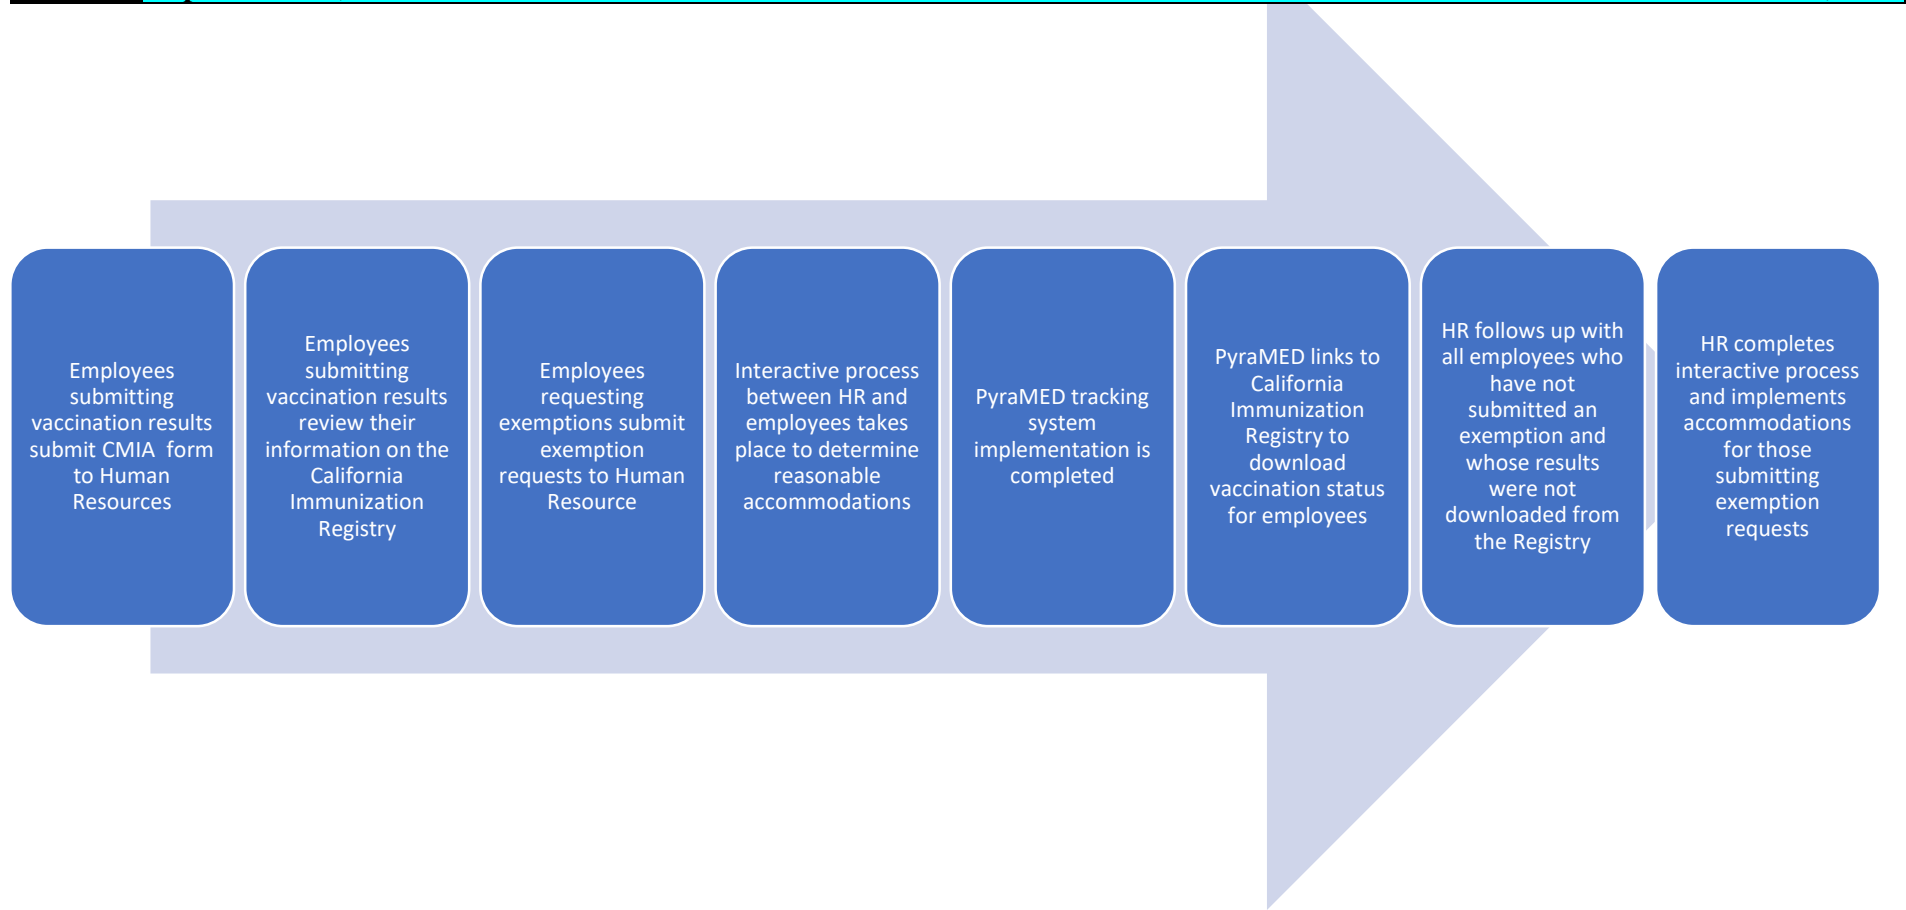 Employees
submitting
vaccination results
submit CMIA form
to Human
Resources
Employees
submitting
vaccination results
review their
information on the
California
Immunization
Registry
Employees
requesting
exemptions submit
exemption
requests to Human
Resource
Interactive process
between HR and
employees takes
place to determine
reasonable
accommodations
PyraMED tracking
system
implementation is
completed
PyraMED links to
California
Immunization
Registry to
download
vaccination status
for employees
HR follows up with
all employees who
have not
submitted an
exemption and
whose results
were not
downloaded from
the Registry
HR completes
interactive process
and implements
accommodations
for those
submitting
exemption
requests